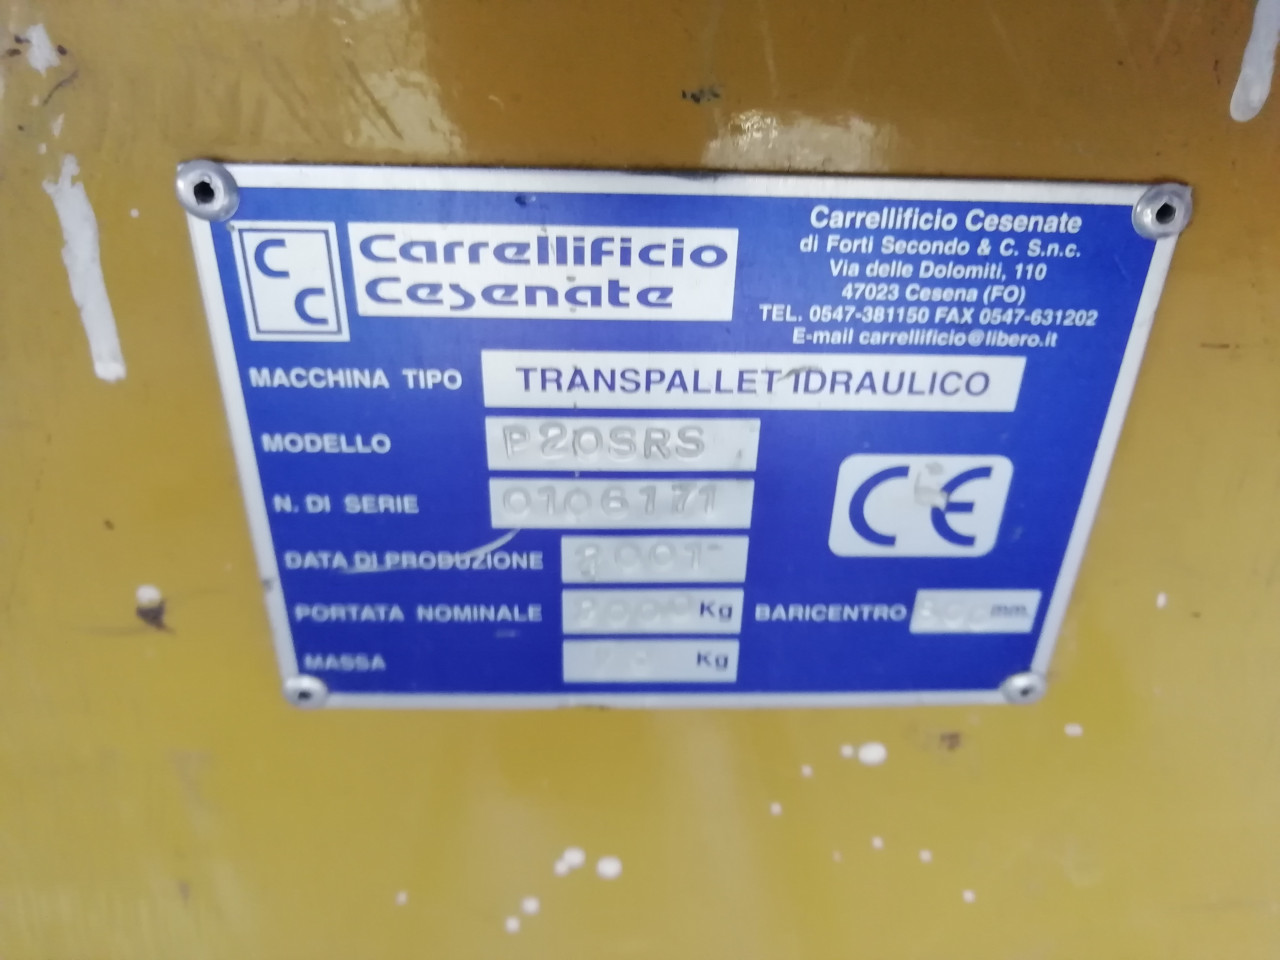 C C
Carrellificio
Cesenate
Carrellificio Cesenate
di Forti Secondo & C. S.n.c.
Via delle Dolomiti, 110
47023 Cesena (FO)
TEL. 0547-381150 FAX 0547-631202
E-mail carrellificio@libero.it
MACCHINA TIPO TRANSPALLET IDRAULICO
MODELLO P20SRS
N. DI SERIE 0106171
DATA DI PRODUZIONE 2001
PORTATA NOMINALE 2000 Kg BARICENTRO mm
MASSA Kg
CE